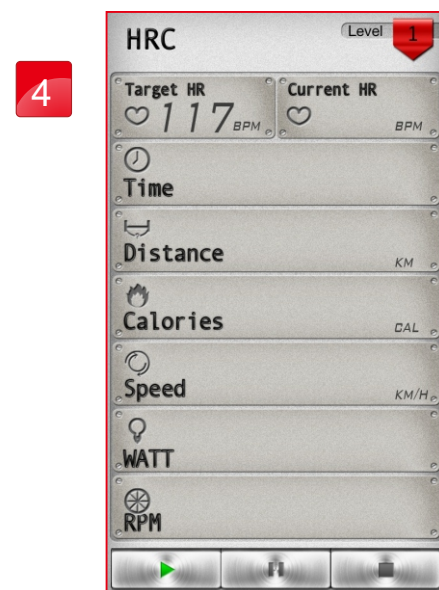 HRC
Level 1
4
Target HR Current HR
117 BPM BPM
Time
Distance KM
Calories CAL
Speed KM/H
WATT
RPM